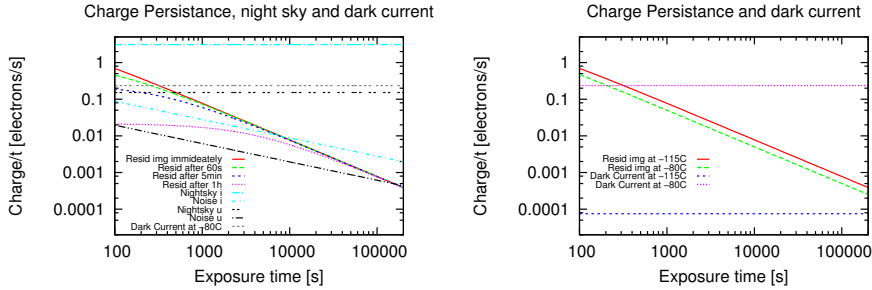 Charge Persistance, night sky and dark current
Charge/t [electrons/s]
1
0.1
0.01
0.001
0.0001
100
1000
10000
100000
Exposure time [s]
Resid img immideately
Resid after 60s
Resid after 5min
Resid after 1h
Nightsky i
Noise i
Nightsky u
Noise u
Dark Current at −80C
Charge Persistance and dark current
Charge/t [electrons/s]
1
0.1
0.01
0.001
0.0001
100
1000
10000
100000
Exposure time [s]
Resid img at −115C
Resid img at −80C
Dark Current at −115C
Dark Current at −80C